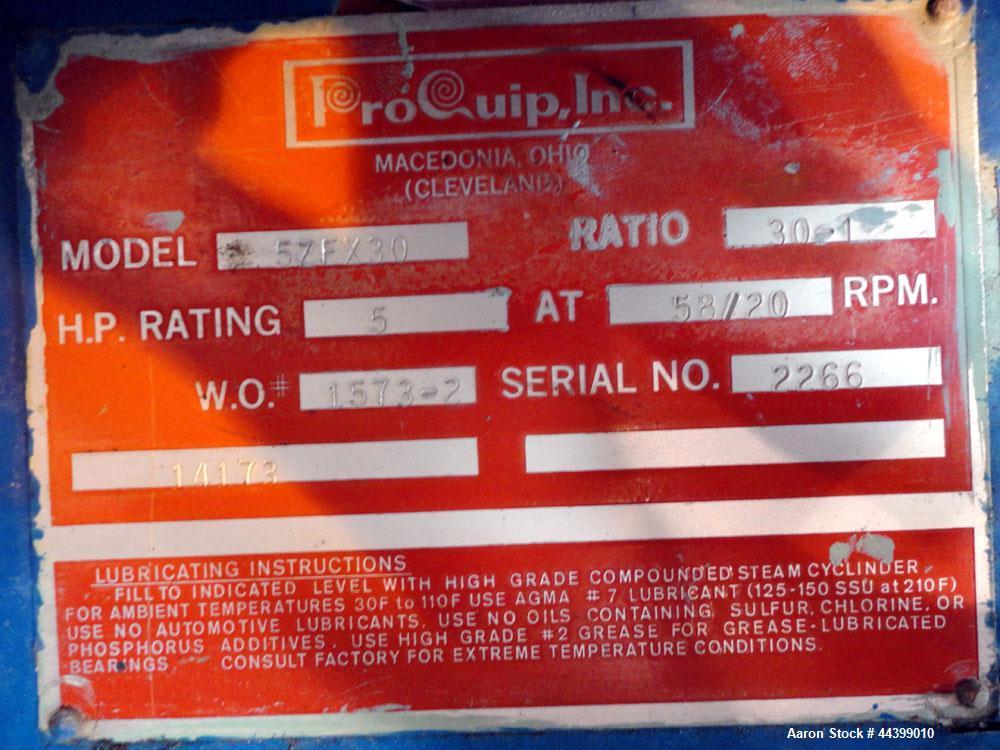 ProQuip, Inc.
MACEDONIA, OHIO
(CLEVELAND)
MODEL 5ZFX30 RATIO 30-1
H.P. RATING 5 AT 58/20 RPM.
W.O.# 1573-2 SERIAL NO. 2266
14173
LUBRICATING INSTRUCTIONS
FILL TO INDICATED LEVEL WITH HIGH GRADE COMPOUNDED STEAM CYCLINDER
FOR AMBIENT TEMPERATURES 30F to 110F USE AGMA #7 LUBRICANT (125-150 SSU at 210F)
USE NO AUTOMOTIVE LUBRICANTS. USE NO OILS CONTAINING SULFUR, CHLORINE, OR
PHOSPHORUS ADDITIVES. USE HIGH GRADE #2 GREASE FOR GREASE-LUBRICATED
BEARINGS. CONSULT FACTORY FOR EXTREME TEMPERATURE CONDITIONS.
Aaron Stock # 44399010